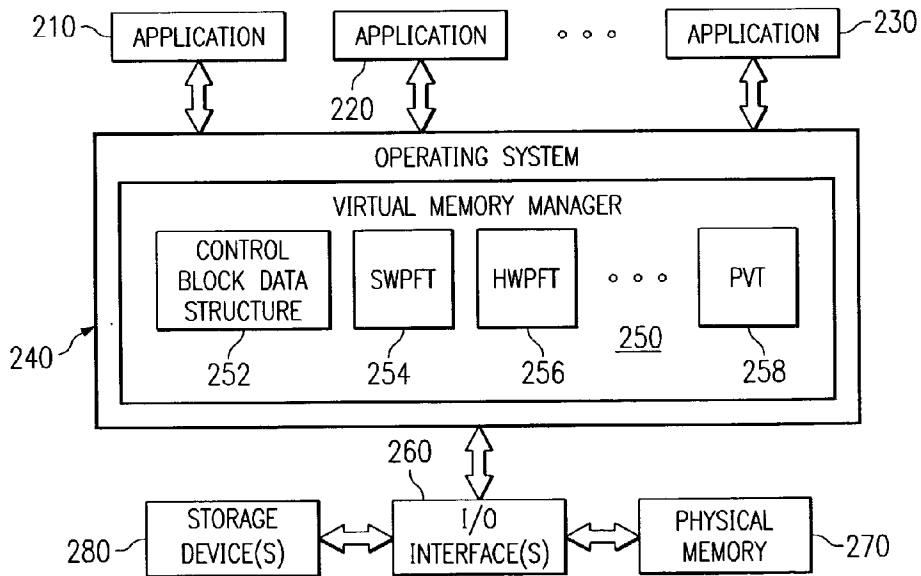 210 APPLICATION APPLICATION APPLICATION 230
220
OPERATING SYSTEM
VIRTUAL MEMORY MANAGER
CONTROL
BLOCK DATA
STRUCTURE
SWPFT
HWPFT
PVT
240
252
254
256
250
258
260
280
STORAGE
DEVICE(S)
I/O
INTERFACE(S)
PHYSICAL
MEMORY
270